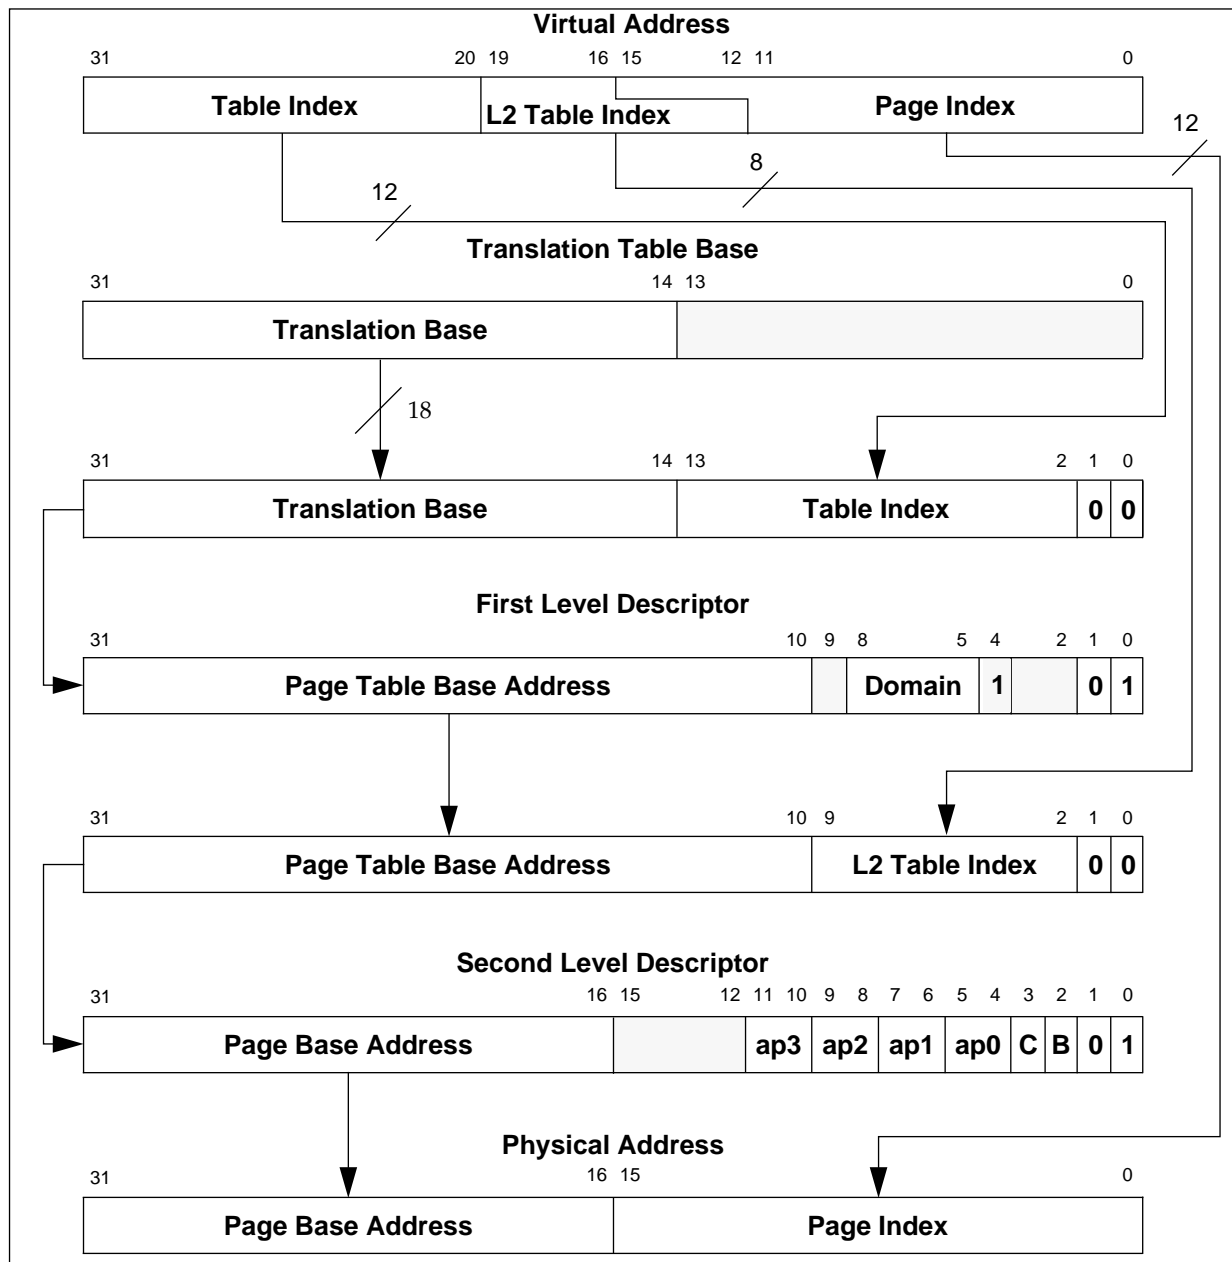 Virtual Address
31 20 19 16 15 12 11 0
Table Index L2 Table Index Page Index
12
8
12
Translation Table Base
31 14 13 0
Translation Base
18
31 14 13 2 1 0
Translation Base Table Index 0 0
First Level Descriptor
31 10 9 8 5 4 2 1 0
Page Table Base Address Domain 1 0 1
31 10 9 2 1 0
Page Table Base Address L2 Table Index 0 0
Second Level Descriptor
31 16 15 12 11 10 9 8 7 6 5 4 3 2 1 0
Page Base Address ap3 ap2 ap1 ap0 C B 0 1
Physical Address
31 16 15 0
Page Base Address Page Index